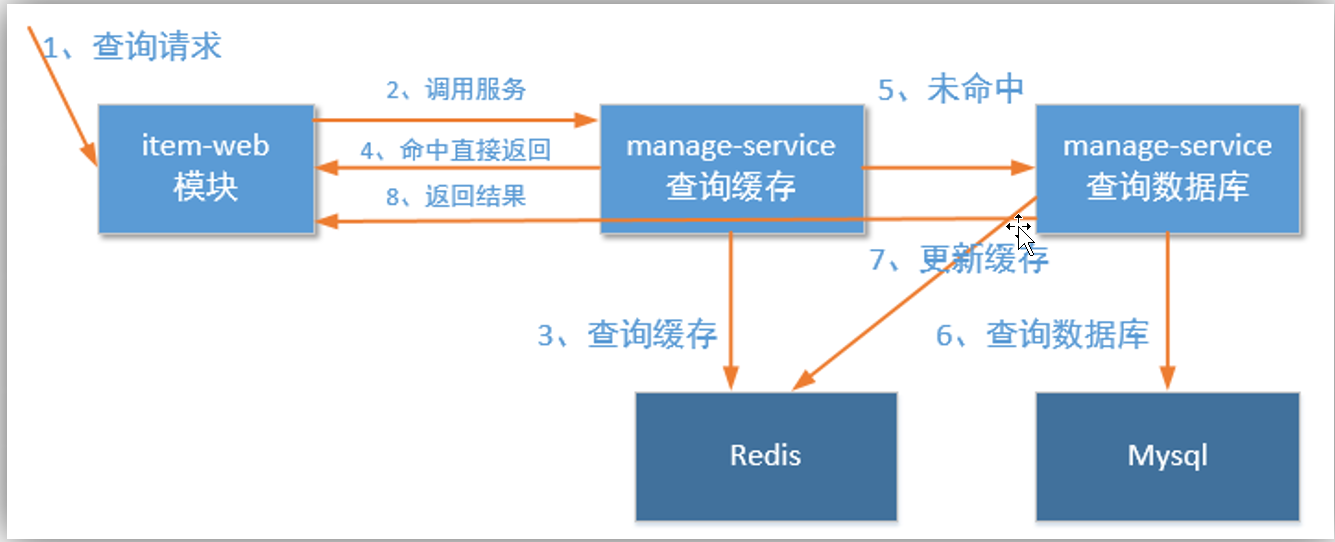 1、查询请求
2、调用服务
5、未命中
item-web
模块
4、命中直接返回
manage-service
查询缓存
manage-service
查询数据库
8、返回结果
7、更新缓存
3、查询缓存
6、查询数据库
Redis
Mysql